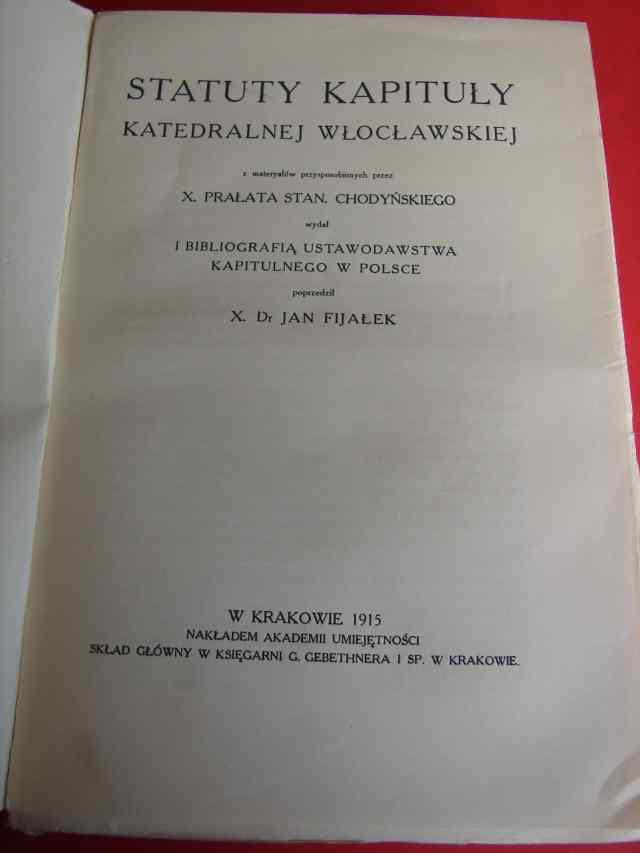 STATUTY KAPITUŁY
KATEDRALNEJ WŁOCŁAWSKIEJ
z materyałów przysposobionych przez
X. PRAŁATA STAN. CHODYŃSKIEGO
wydał
I BIBLIOGRAFIĄ USTAWODAWSTWA
KAPITULNEGO W POLSCE
poprzedził
X. Dr JAN FIJAŁEK
W KRAKOWIE 1915
NAKŁADEM AKADEMII UMIEJĘTNOŚCI
SKŁAD GŁÓWNY W KSIĘGARNI G. GEBETHNERA I SP. W KRAKOWIE.